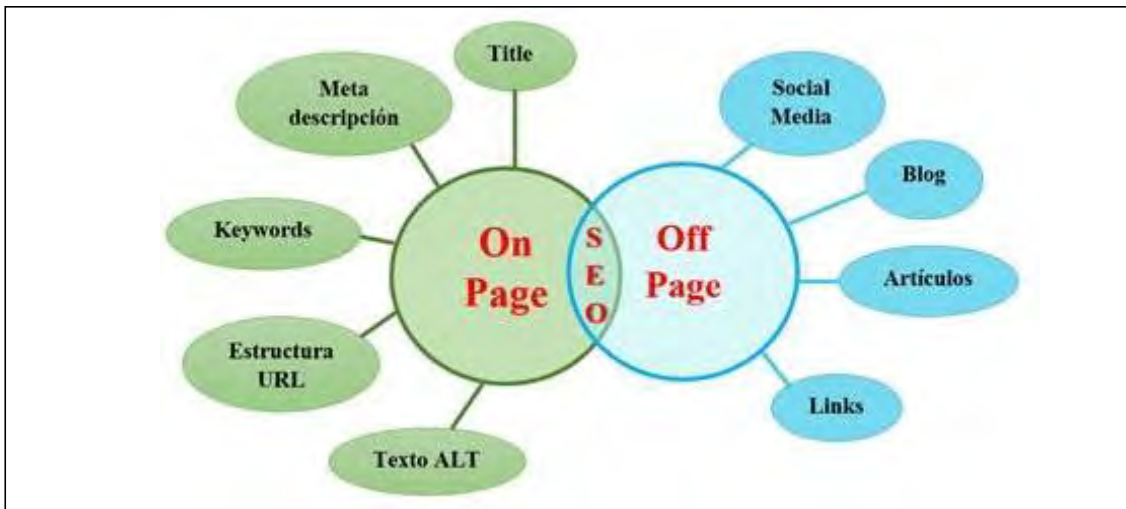 Title
Meta
descripción
Keywords
Estructura
URL
Texto ALT
On
Page
S
E
O
Off
Page
Social
Media
Blog
Artículos
Links